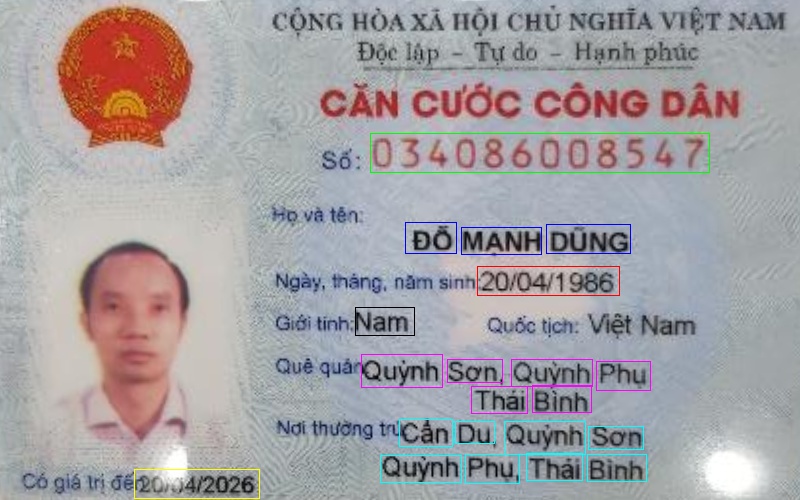 CỘNG HÒA XÃ HỘI CHỦ NGHĨA VIỆT NAM
Độc lập - Tự do - Hạnh phúc
CĂN CƯỚC CÔNG DÂN
Số: 034086008547
Họ và tên:
ĐỖ MẠNH DŨNG
Ngày, tháng, năm sinh: 20/04/1986
Giới tính: Nam Quốc tịch: Việt Nam
Quê quán: Quỳnh Sơn, Quỳnh Phụ
Thái Bình
Nơi thường trú: Cẩn Du, Quỳnh Sơn
Quỳnh Phụ, Thái Bình
Có giá trị đến 20/04/2026